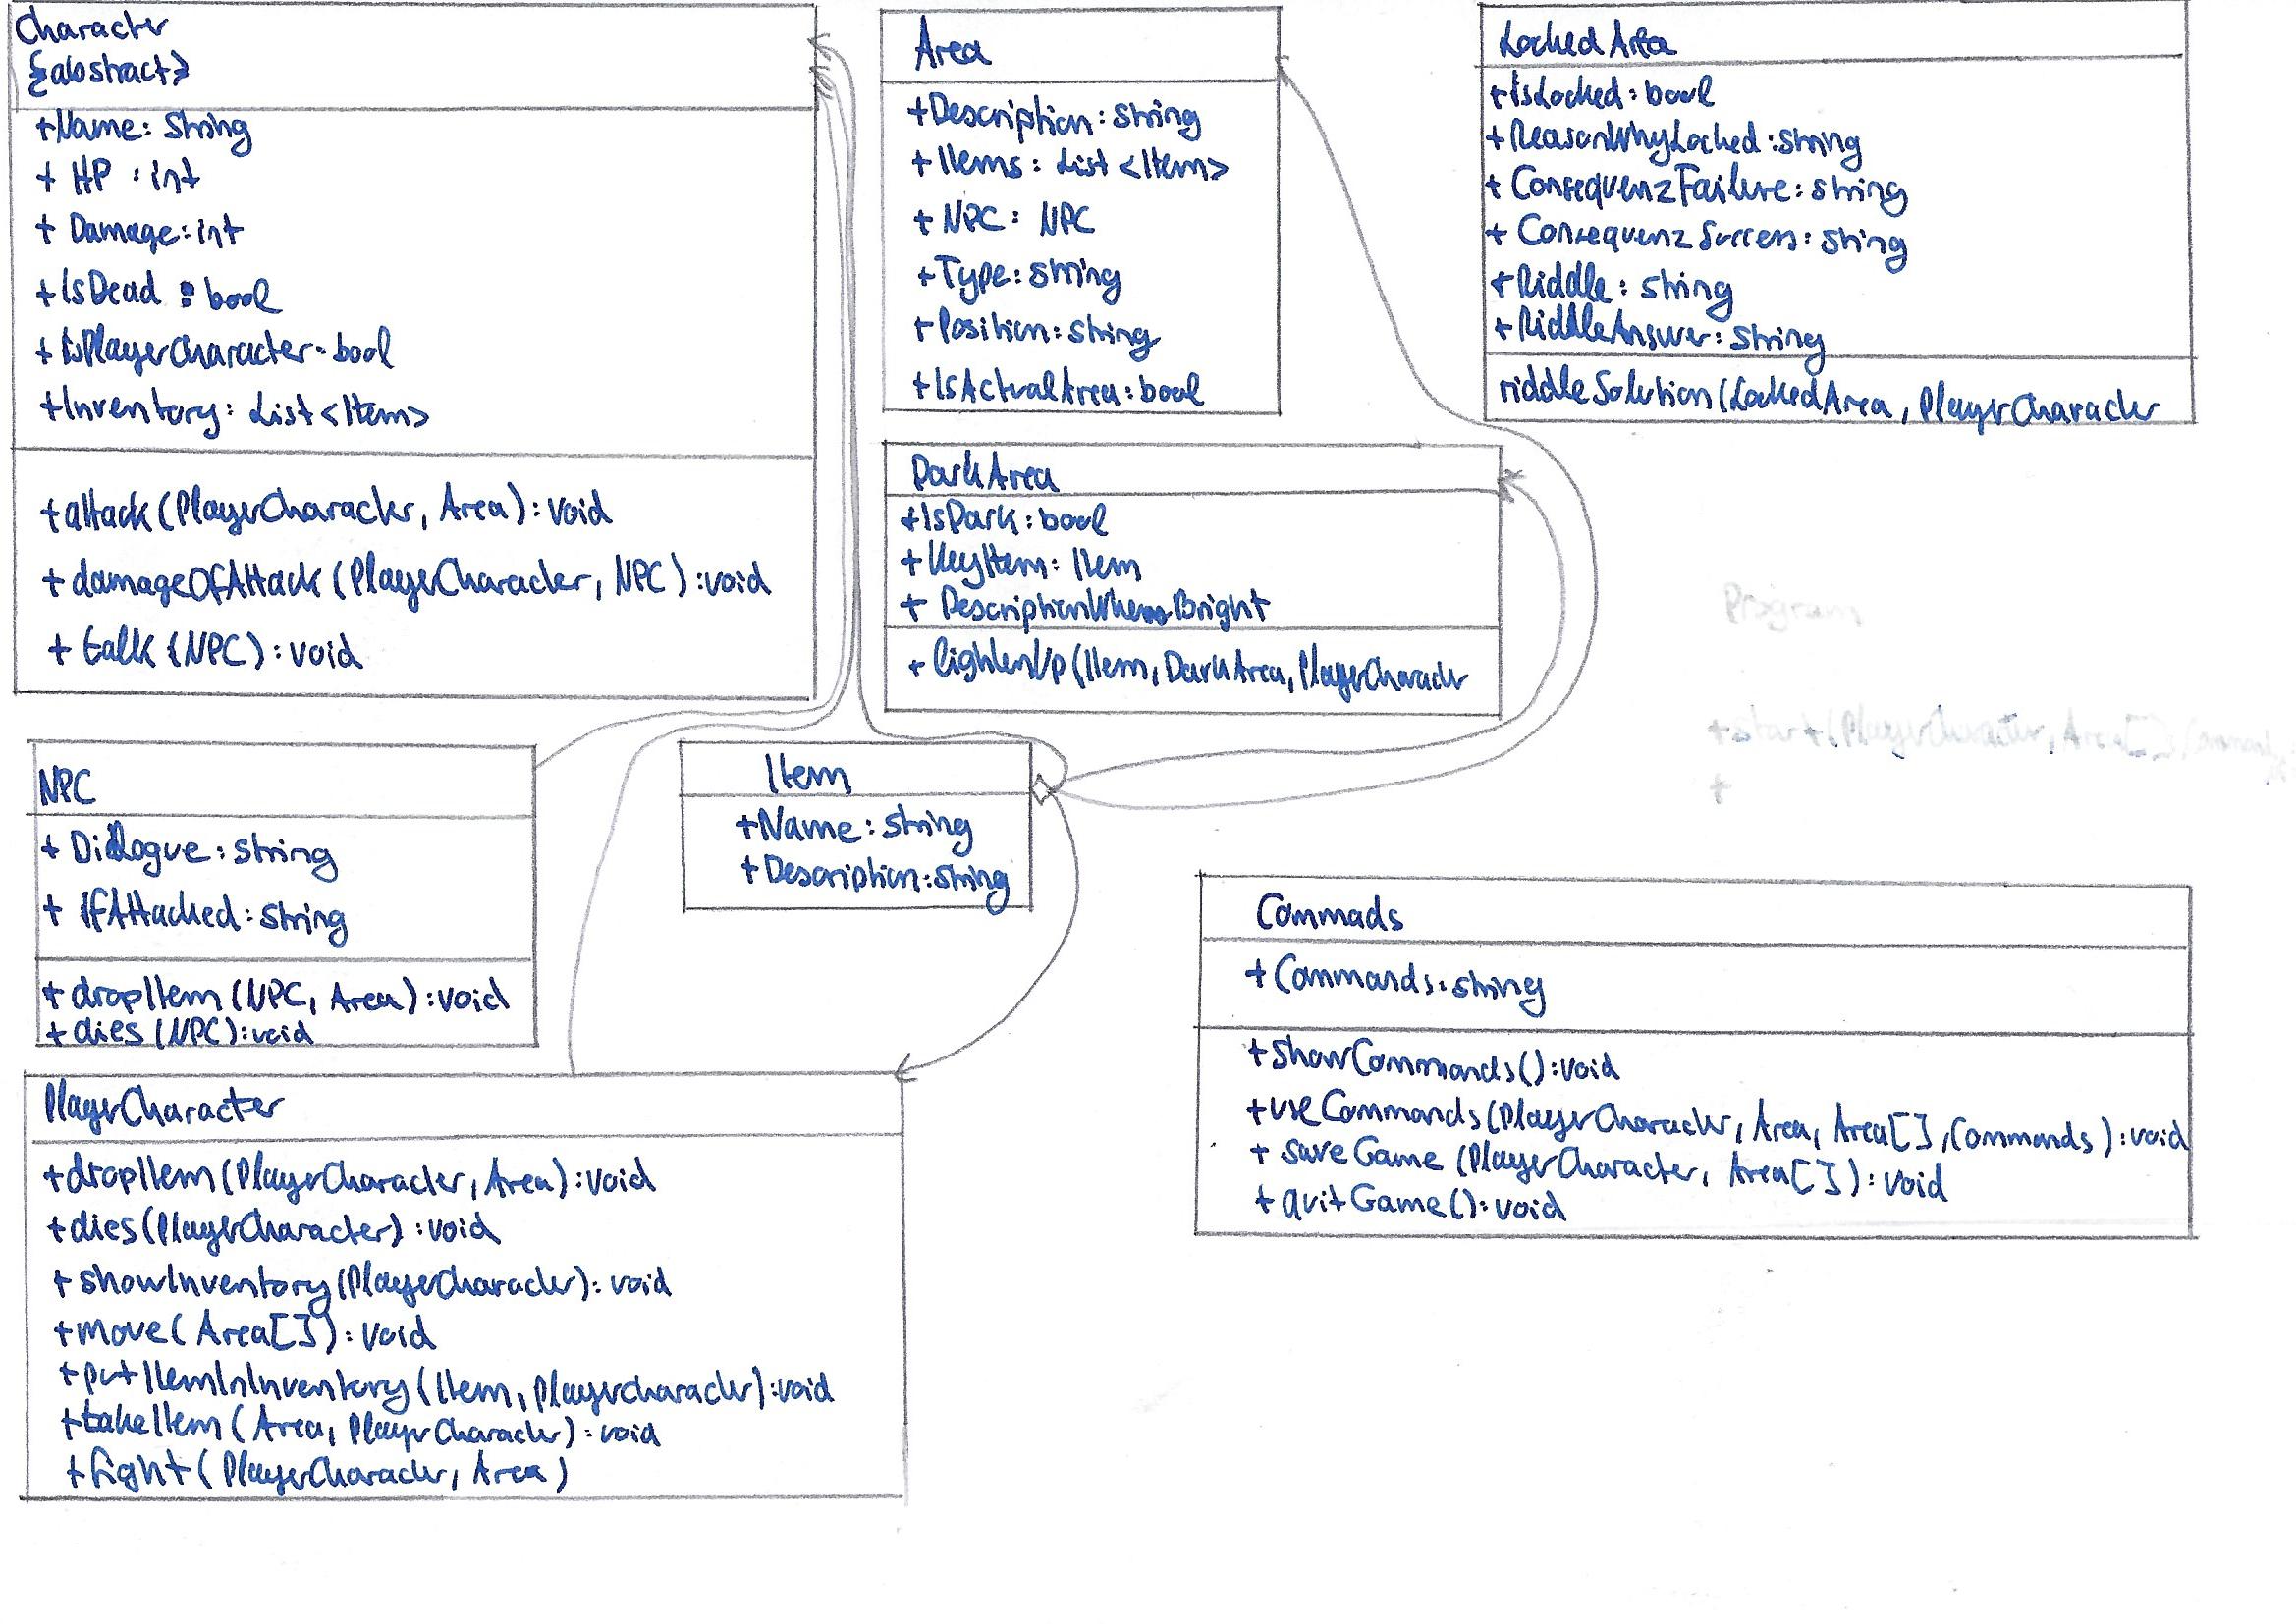 Character
{abstract}
+Name: String
+ HP : int
+ Damage: int
+ IsDead : bool
+ IsPlayerCharacter: bool
+Inventory: List <Item>
+attack (PlayerCharacter, Area): void
+ damageOfAttack (PlayerCharacter, NPC) : void
+ talk (NPC) : void
Area
+Description: String
+ Items: List <Item>
+ NPC: NPC
+Type: String
+Position: String
+IsActualArea: bool
LockedArea
+IsLocked: bool
+ReasonWhyLocked: String
+ ConsequenzFailure: String
+ Consequenz Success: String
+Riddle: String
+RiddleAnswer: String
riddleSolution (LockedArea, PlayerCharacter
DarkArea
+IsDark: bool
+ KeyItem: Item
+ DescriptionWhenBright
+ lightenUp (Item, DarkArea, PlayerCharacter
Program
+start (PlayerCharacter, Area[],
+
NPC
+ Dialogue: String
+ ifAttacked: String
+ dropItem (NPC, Area) : void
+ dies (NPC): void
Item
+Name: String
+Description: String
Commads
+ Commands: String
+showCommands(): void
+useCommands (PlayerCharacter, Area, Area[], Commands): void
+ saveGame (PlayerCharacter, Area[]): void
+ quitGame(): void
PlayerCharacter
+dropItem (PlayerCharacter, Area) : void
+dies (PlayerCharacter) : void
+ showInventory (PlayerCharacter): void
+move( Area[]): void
+putItemInInventory (Item, PlayerCharacter): void
+takeItem ( Area, PlayerCharacter): void
+fight( PlayerCharacter, Area)